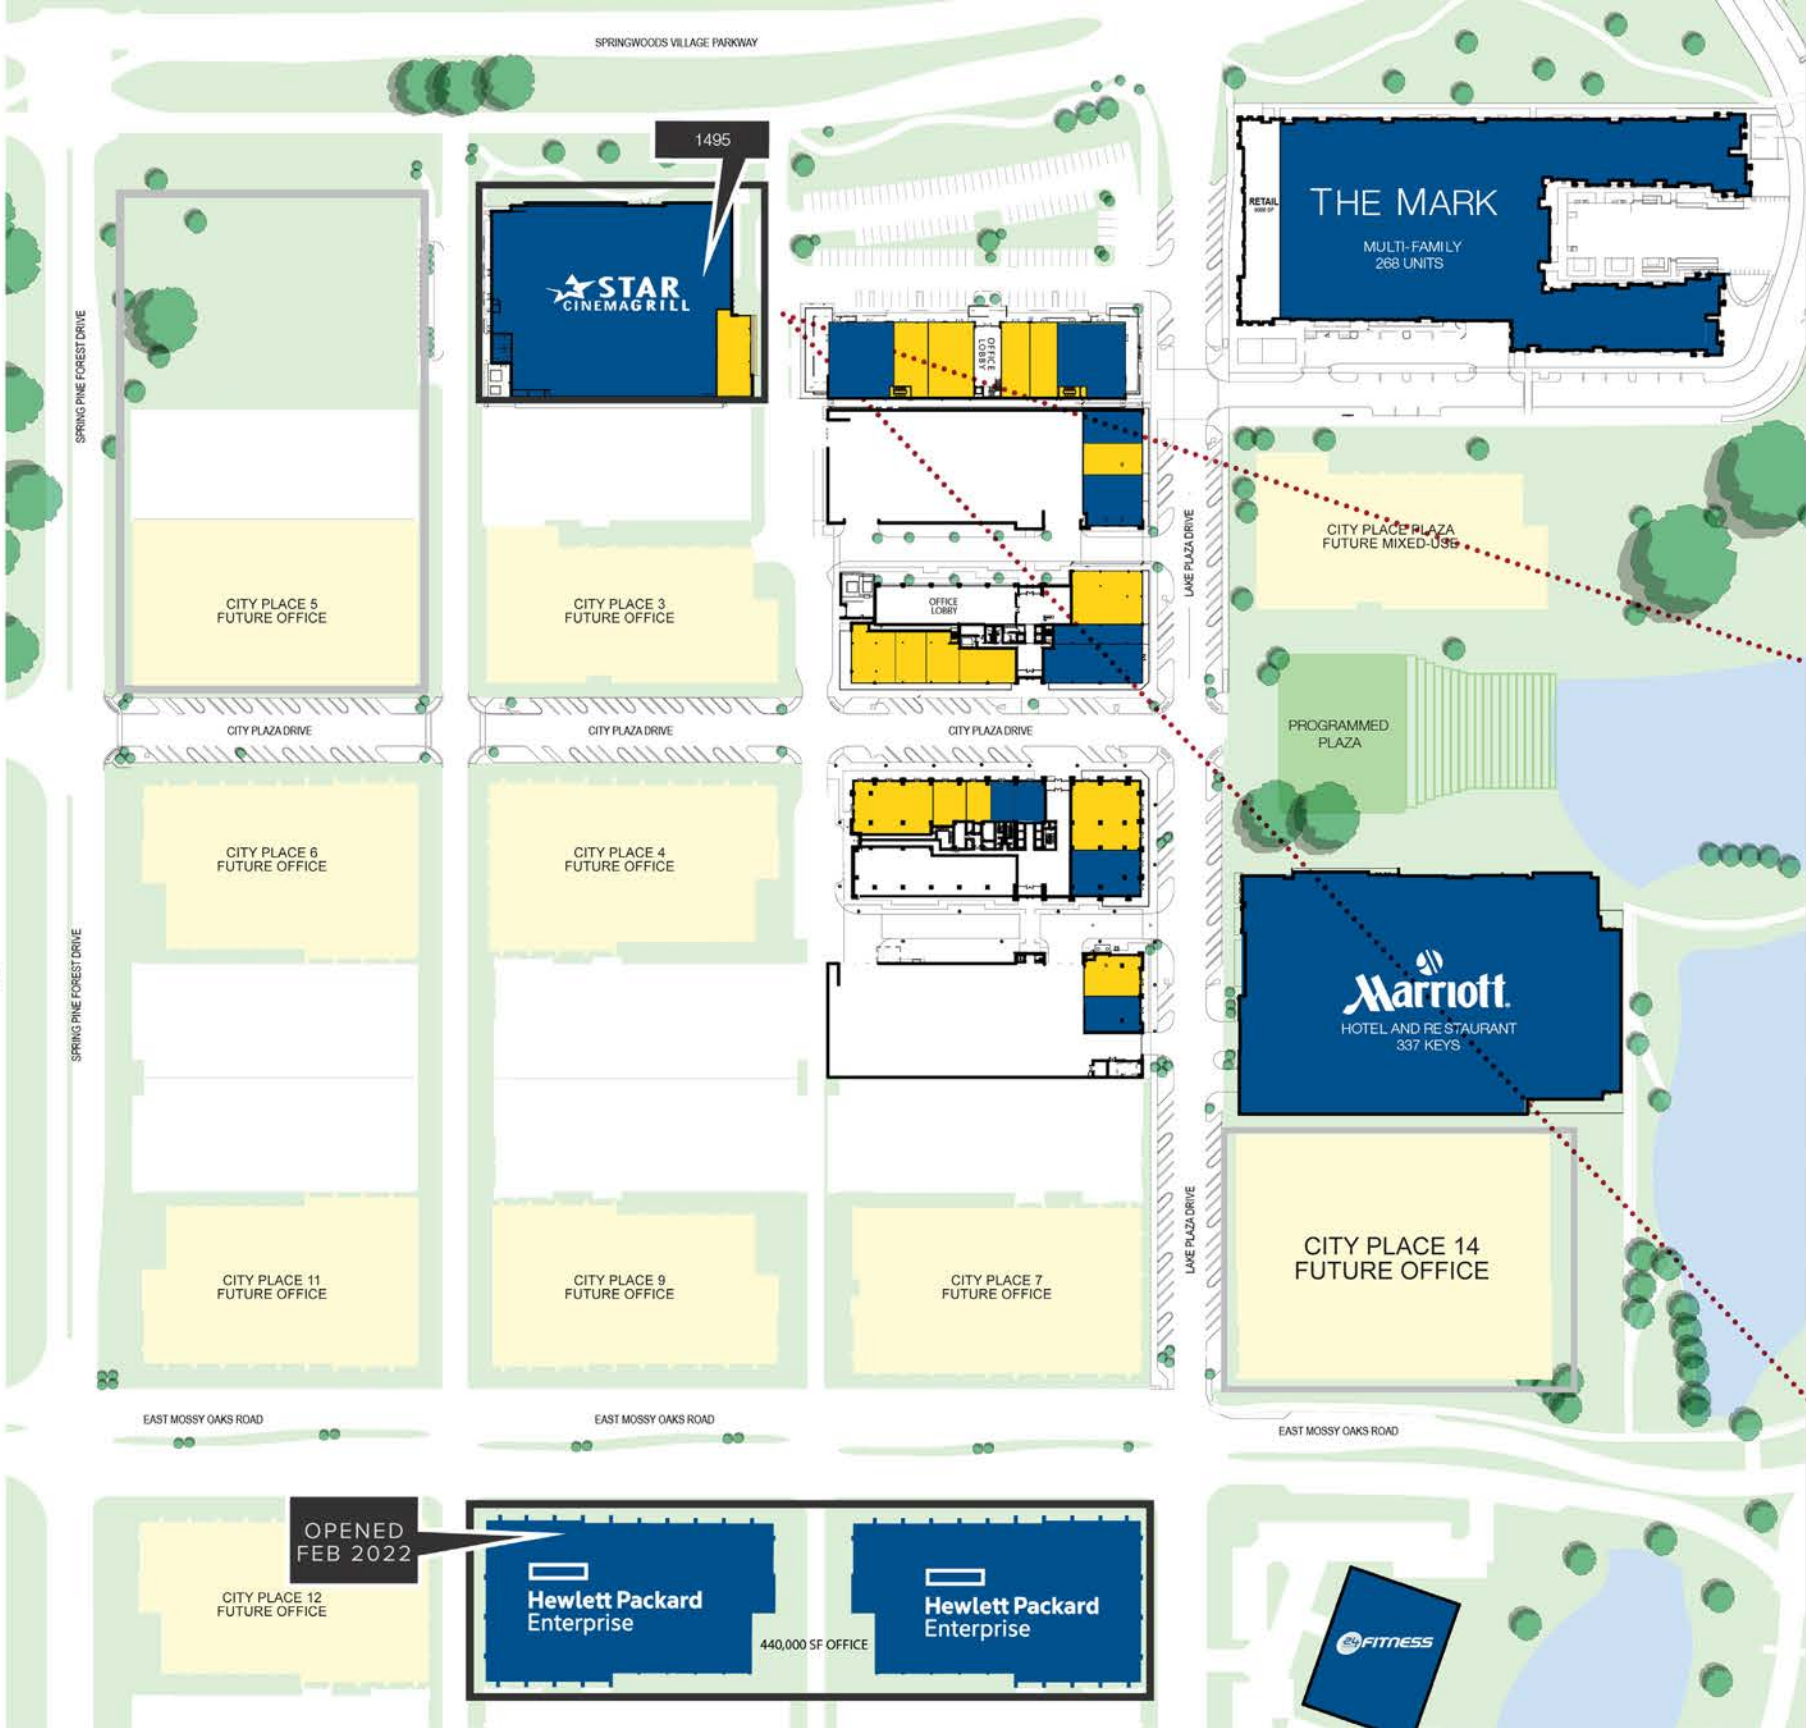 SPRINGWOODS VILLAGE PARKWAY
1495
STAR
CINEMAGRILL
RETAIL
THE MARK
MULTI-FAMILY
268 UNITS
SPRING PINE FOREST DRIVE
OFFICE
LOBBY
LAKE PLAZA DRIVE
CITY PLACE PLAZA
FUTURE MIXED-USE
CITY PLACE 5
FUTURE OFFICE
CITY PLACE 3
FUTURE OFFICE
OFFICE
LOBBY
CITY PLAZA DRIVE
CITY PLAZA DRIVE
CITY PLAZA DRIVE
PROGRAMMED
PLAZA
CITY PLACE 6
FUTURE OFFICE
CITY PLACE 4
FUTURE OFFICE
SPRING PINE FOREST DRIVE
Marriott.
HOTEL AND RESTAURANT
337 KEYS
LAKE PLAZA DRIVE
CITY PLACE 11
FUTURE OFFICE
CITY PLACE 9
FUTURE OFFICE
CITY PLACE 7
FUTURE OFFICE
CITY PLACE 14
FUTURE OFFICE
EAST MOSSY OAKS ROAD
EAST MOSSY OAKS ROAD
EAST MOSSY OAKS ROAD
OPENED
FEB 2022
CITY PLACE 12
FUTURE OFFICE
Hewlett Packard
Enterprise
440,000 SF OFFICE
Hewlett Packard
Enterprise
24 FITNESS